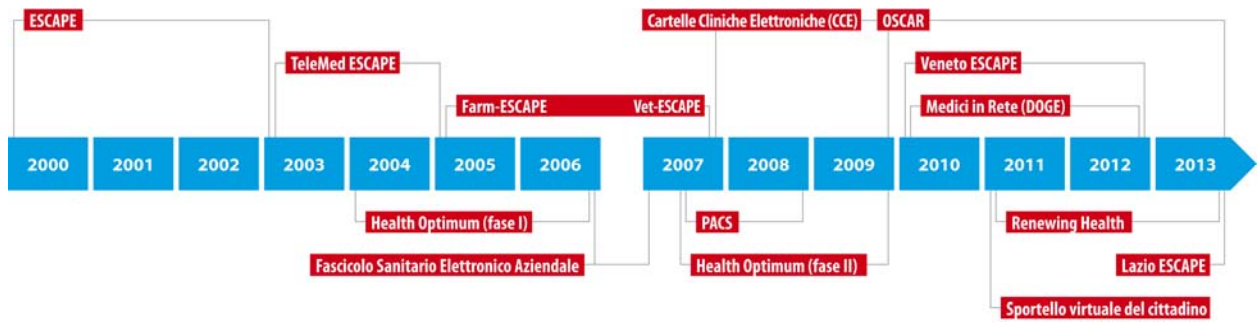 ESCAPE
Cartelle Cliniche Elettroniche (CCE)
OSCAR
TeleMed ESCAPE
Veneto ESCAPE
Farm-ESCAPE
Vet-ESCAPE
Medici in Rete (DOGE)
2000
2001
2002
2003
2004
2005
2006
2007
2008
2009
2010
2011
2012
2013
Health Optimum (fase I)
PACS
Renewing Health
Fascicolo Sanitario Elettronico Aziendale
Health Optimum (fase II)
Lazio ESCAPE
Sportello virtuale del cittadino